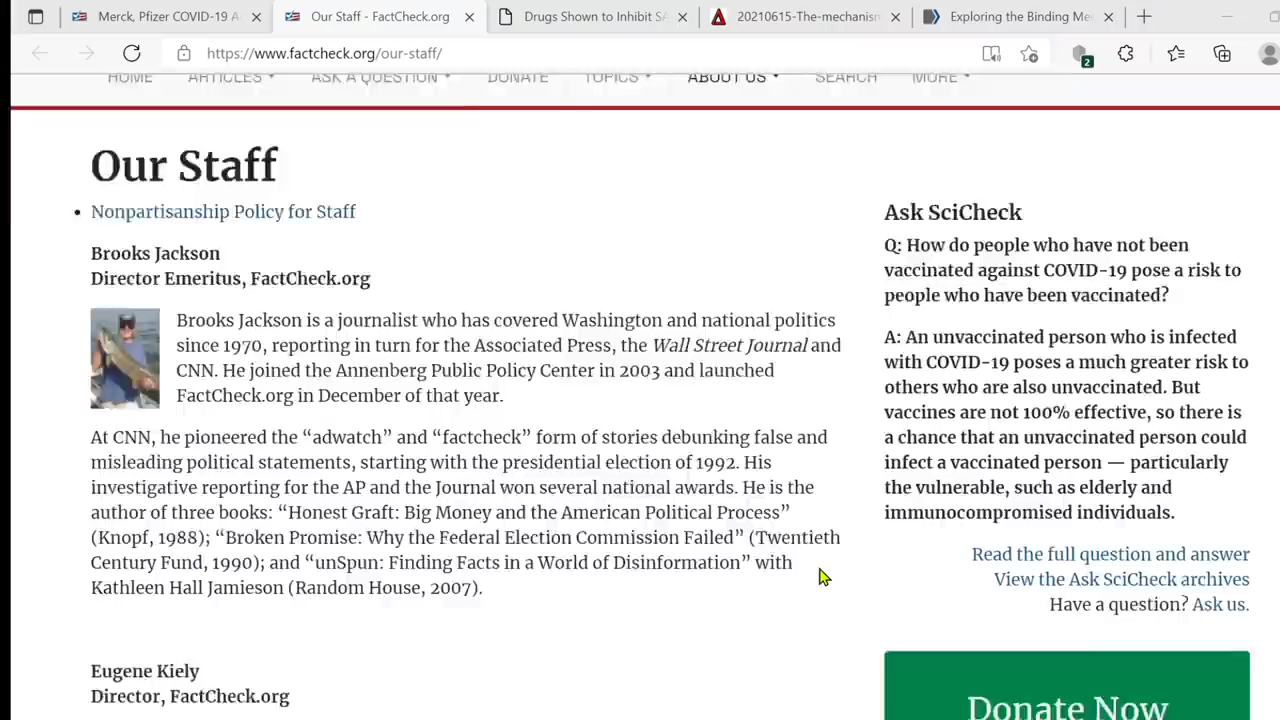 Merck, Pfizer COVID-19 A
Our Staff - FactCheck.org
Drugs Shown to Inhibit SA
20210615-The-mechanism
Exploring the Binding Me
https://www.factcheck.org/our-staff/
2
HOME
ARTICLES
ASK A QUESTION
DONATE
TOPICS
ABOUT US
SEARCH
MORE
Our Staff
• Nonpartisanship Policy for Staff
Brooks Jackson
Director Emeritus, FactCheck.org
Brooks Jackson is a journalist who has covered Washington and national politics
since 1970, reporting in turn for the Associated Press, the Wall Street Journal and
CNN. He joined the Annenberg Public Policy Center in 2003 and launched
FactCheck.org in December of that year.
At CNN, he pioneered the “adwatch” and “factcheck” form of stories debunking false and
misleading political statements, starting with the presidential election of 1992. His
investigative reporting for the AP and the Journal won several national awards. He is the
author of three books: “Honest Graft: Big Money and the American Political Process”
(Knopf, 1988); “Broken Promise: Why the Federal Election Commission Failed” (Twentieth
Century Fund, 1990); and “unSpun: Finding Facts in a World of Disinformation” with
Kathleen Hall Jamieson (Random House, 2007).
Eugene Kiely
Director, FactCheck.org
Ask SciCheck
Q: How do people who have not been
vaccinated against COVID-19 pose a risk to
people who have been vaccinated?
A: An unvaccinated person who is infected
with COVID-19 poses a much greater risk to
others who are also unvaccinated. But
vaccines are not 100% effective, so there is
a chance that an unvaccinated person could
infect a vaccinated person — particularly
the vulnerable, such as elderly and
immunocompromised individuals.
Read the full question and answer
View the Ask SciCheck archives
Have a question? Ask us.
Donate Now